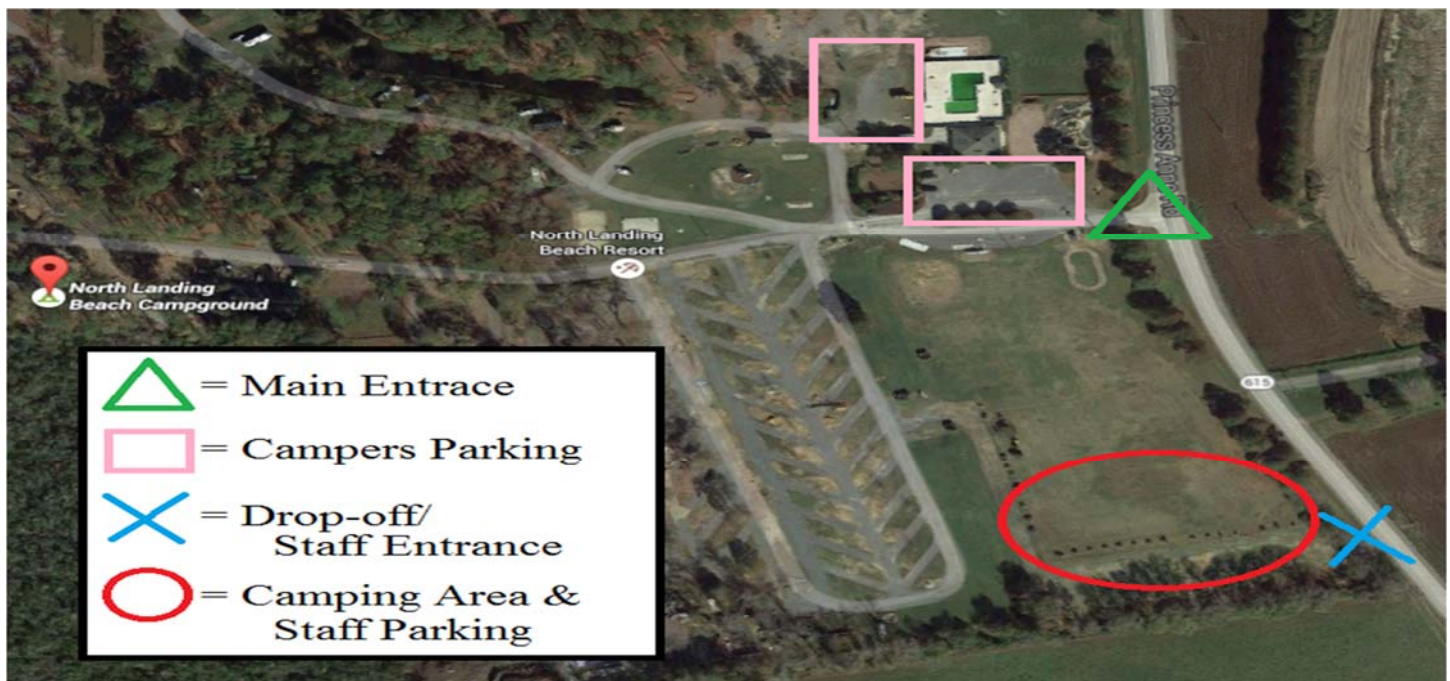 Princess Anne Rd
North Landing
Beach Resort
North Landing
Beach Campground
615
= Main Entrace
= Campers Parking
= Drop-off/
Staff Entrance
= Camping Area &
Staff Parking